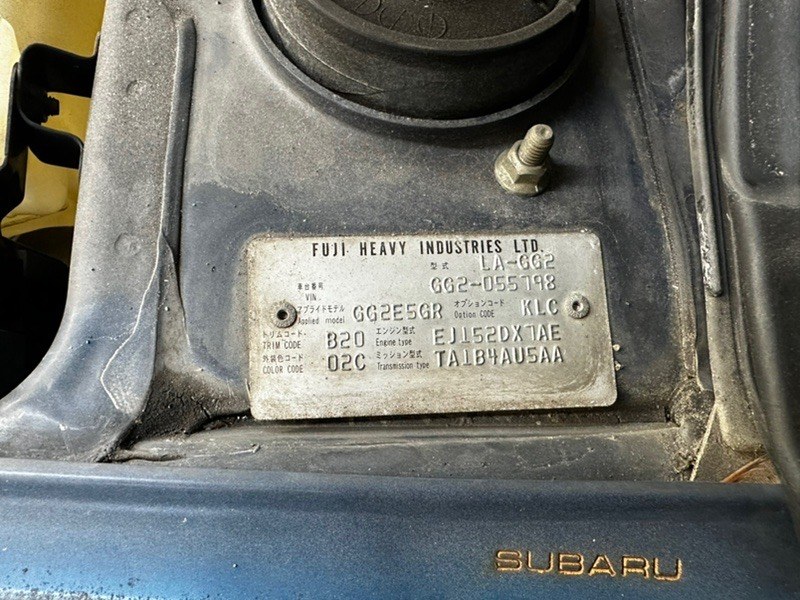 FUJI HEAVY INDUSTRIES LTD.
型式 LA-GG2
車台番号 VIN. GG2-055798
アプライドモデル Applied model GG2E5GR オプションコード Option CODE KLC
トリムコード TRIM CODE B20 エンジン型式 Engine type EJ152DX7AE
外装色コード COLOR CODE 02C ミッション型式 Transmission type TA1B4AU5AA
SUBARU